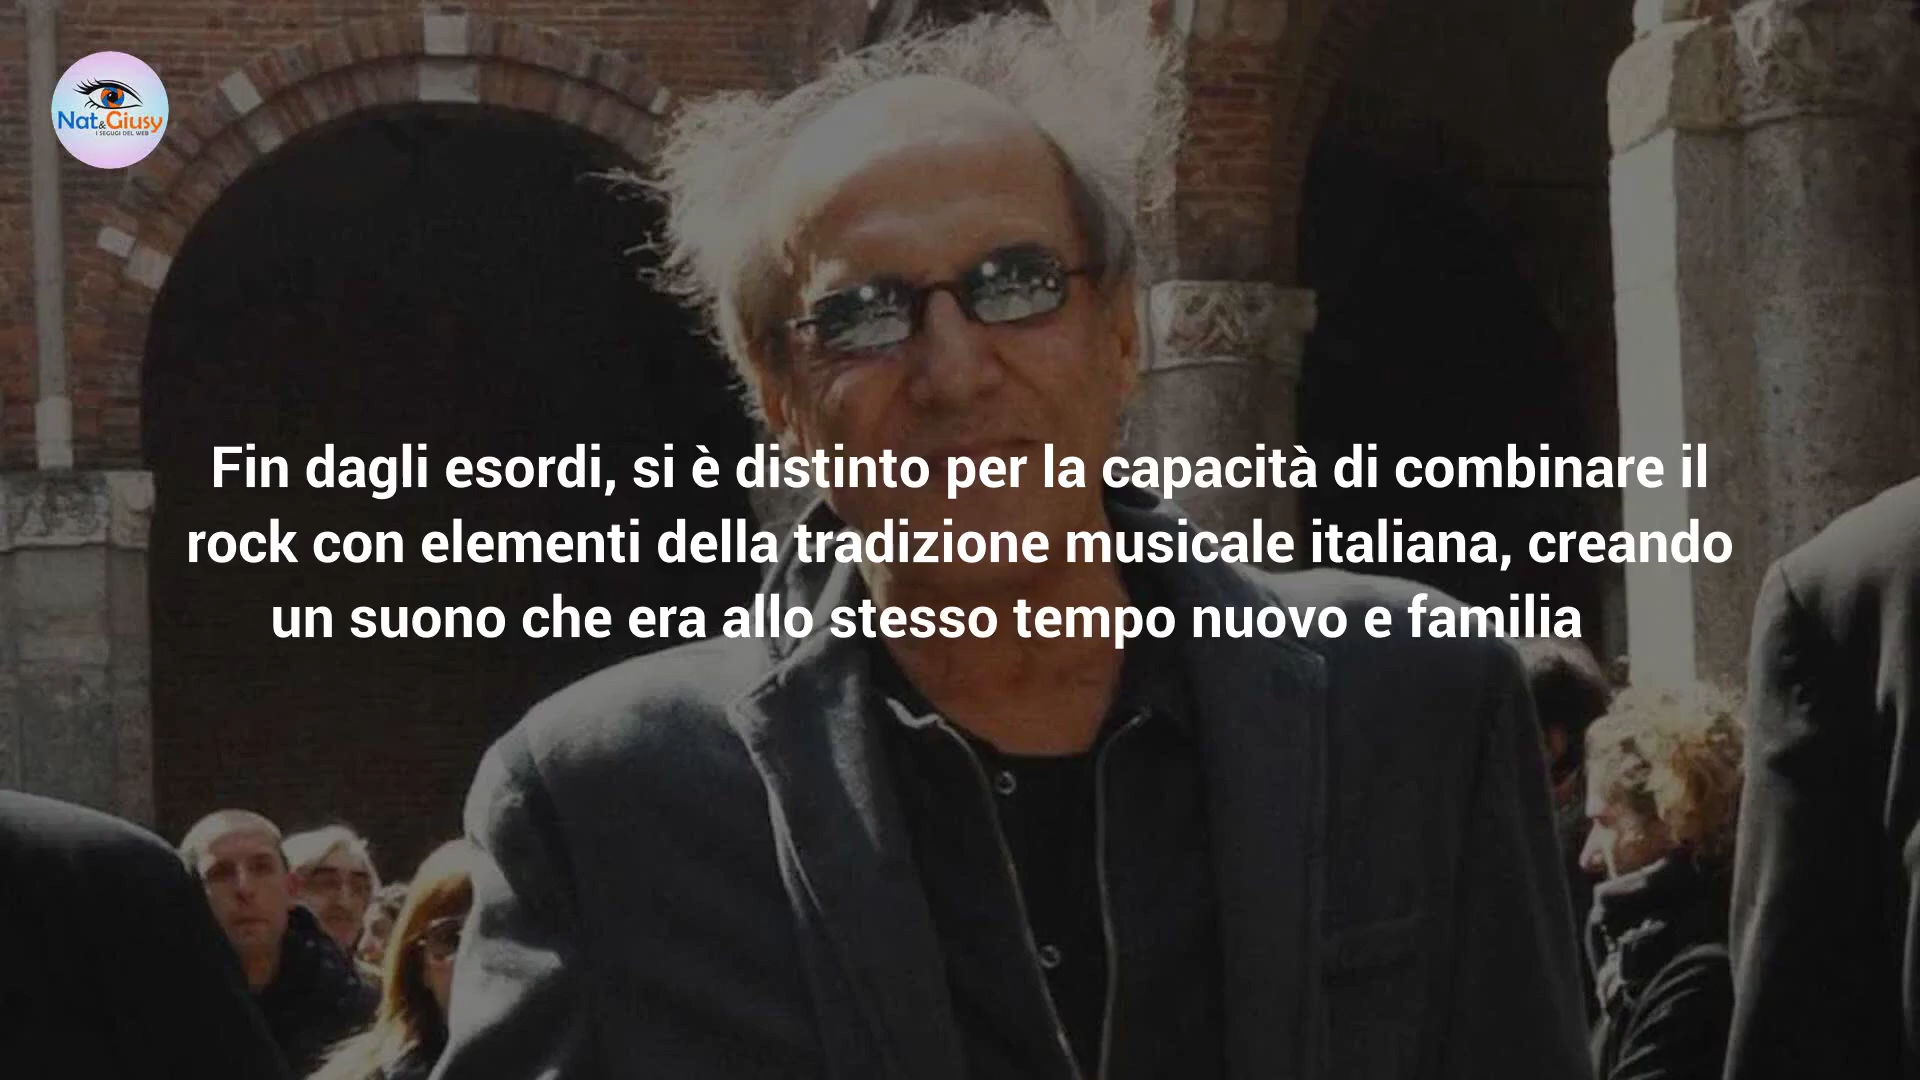 Nat&Giusy
I SEGUGI DEL WEB
Fin dagli esordi, si è distinto per la capacità di combinare il
rock con elementi della tradizione musicale italiana, creando
un suono che era allo stesso tempo nuovo e familia